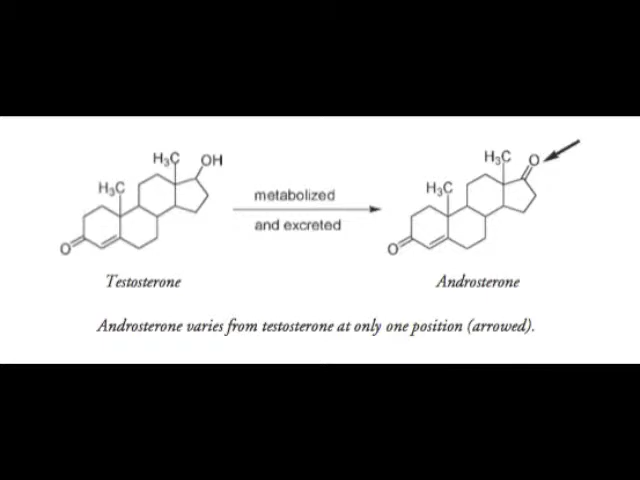 H₃C OH
H₃C
O
Testosterone
metabolized
and excreted
H₃C O
H₃C
O
Androsterone
Androsterone varies from testosterone at only one position (arrowed).